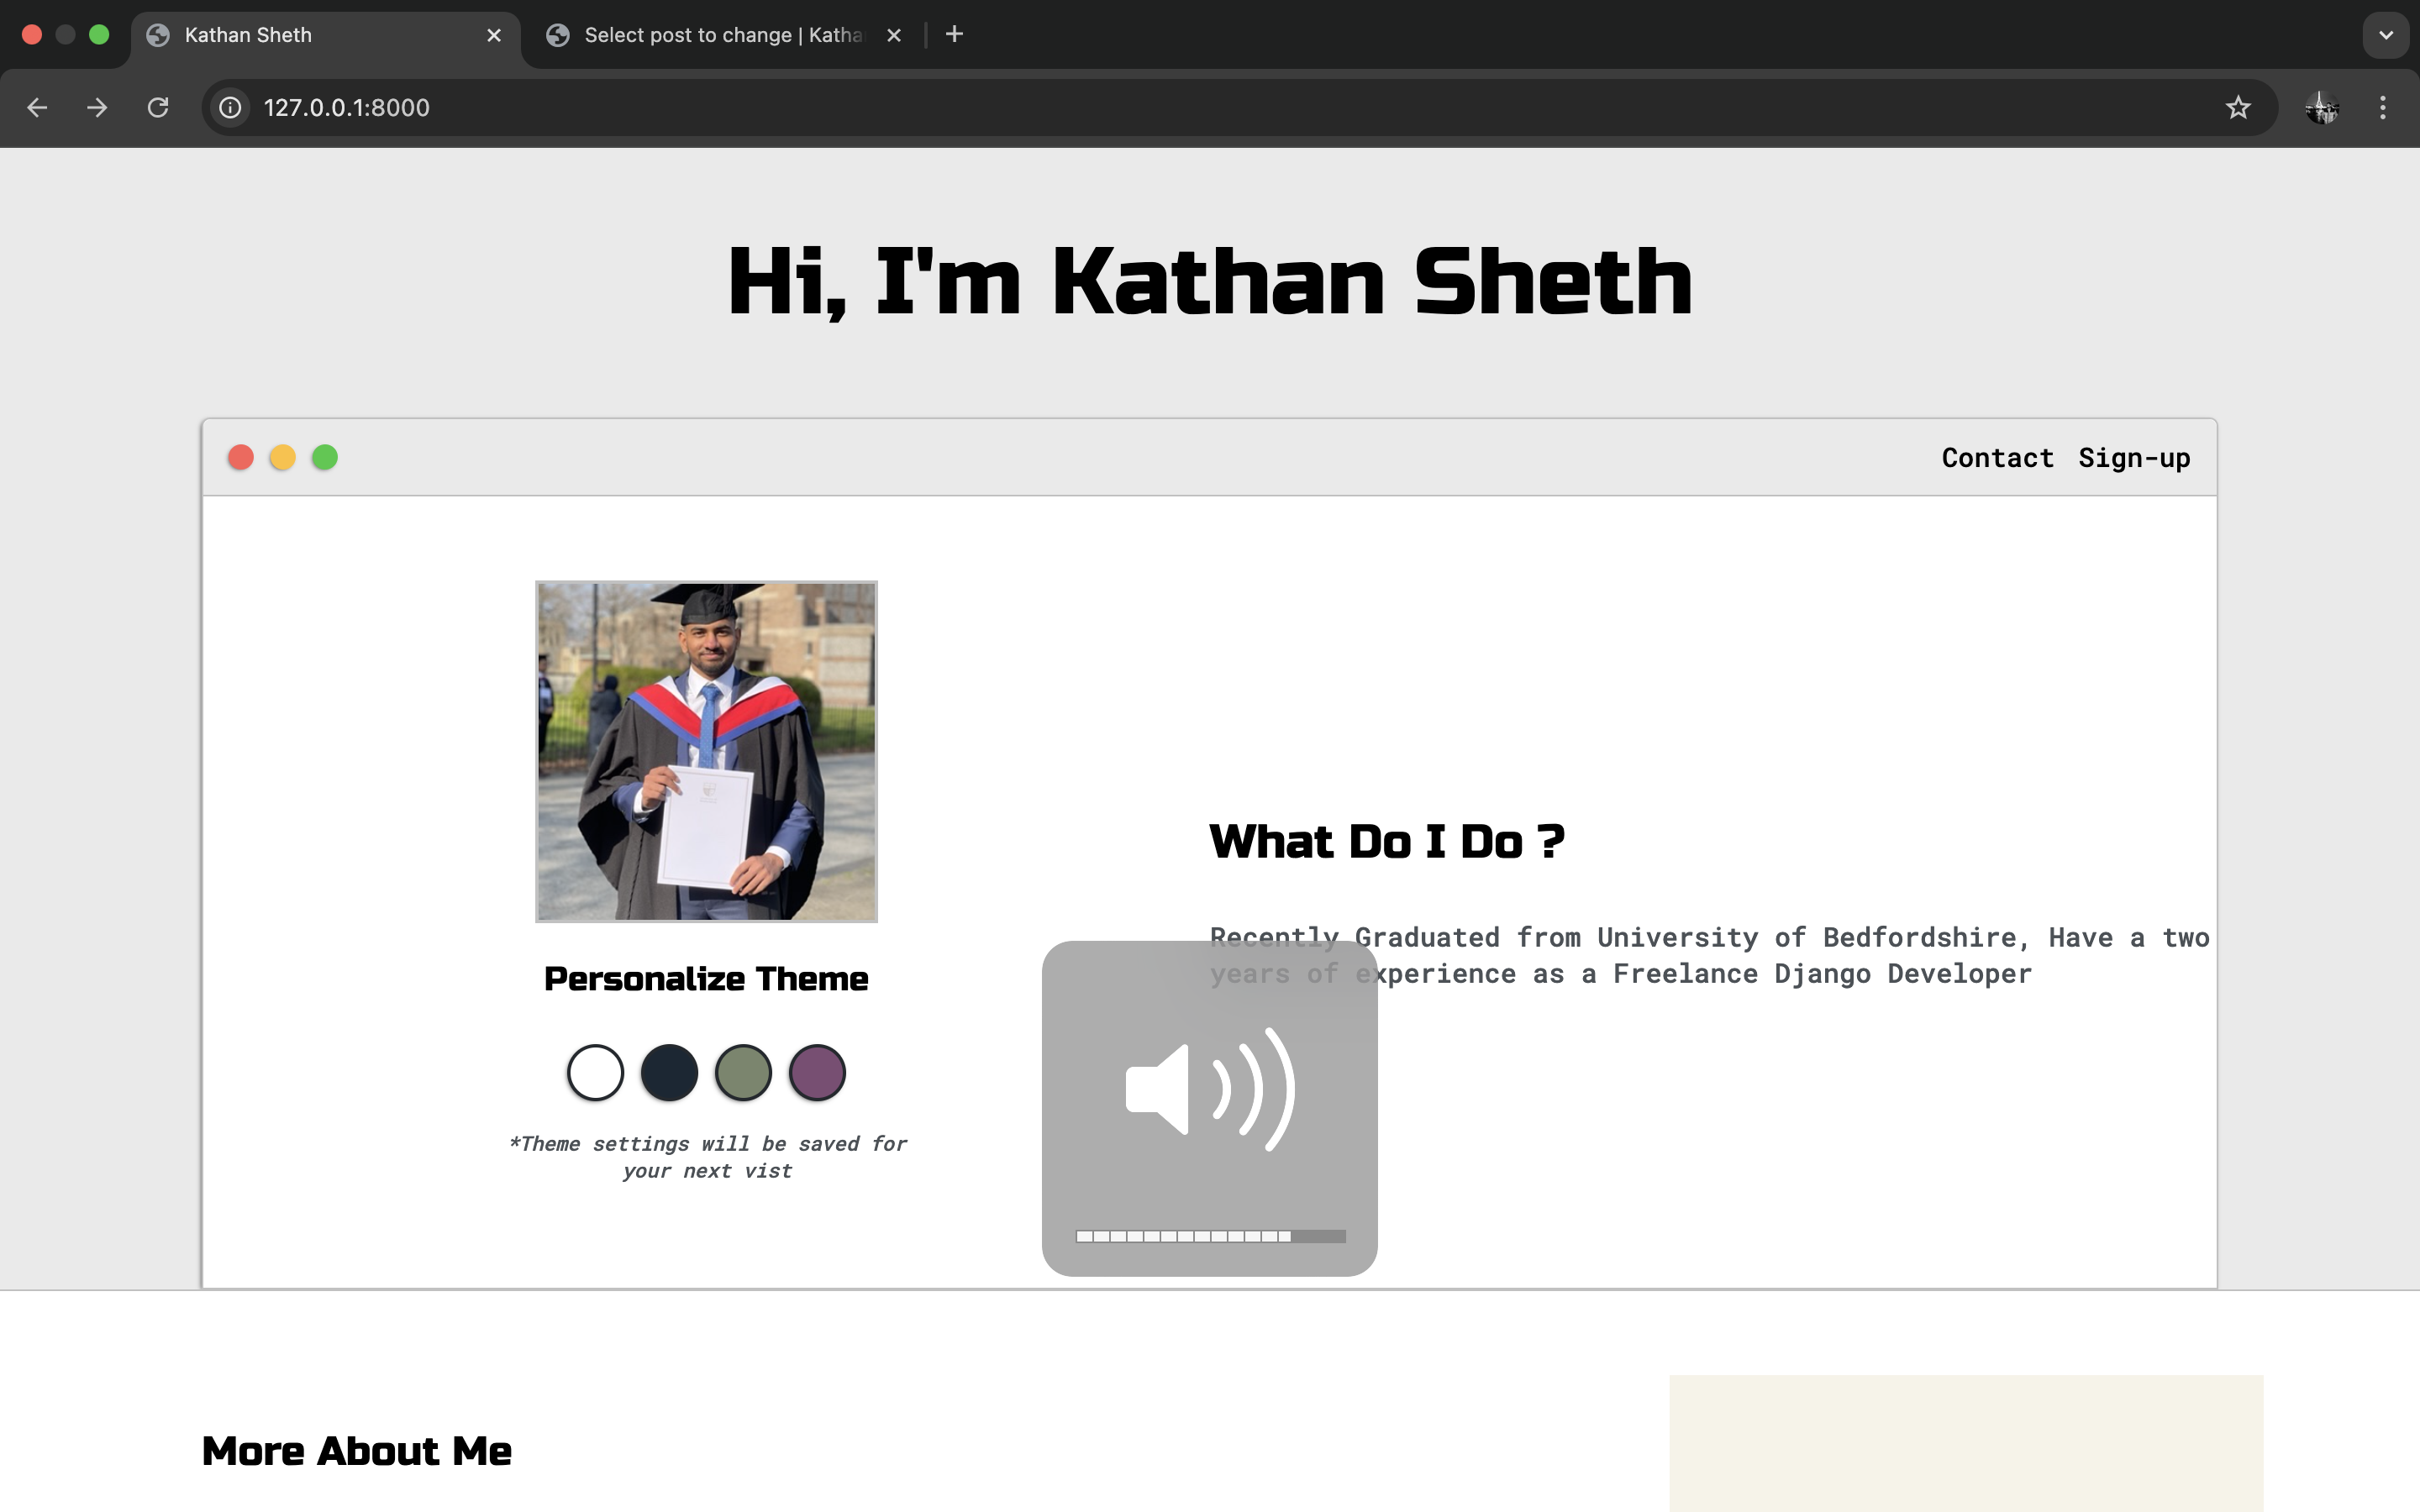 Kathan Sheth
Select post to change | Katha
127.0.0.1:8000
Hi, I'm Kathan Sheth
Contact Sign-up
What Do I Do ?
Recently Graduated from University of Bedfordshire, Have a two
years of experience as a Freelance Django Developer
Personalize Theme
*Theme settings will be saved for
your next vist
More About Me